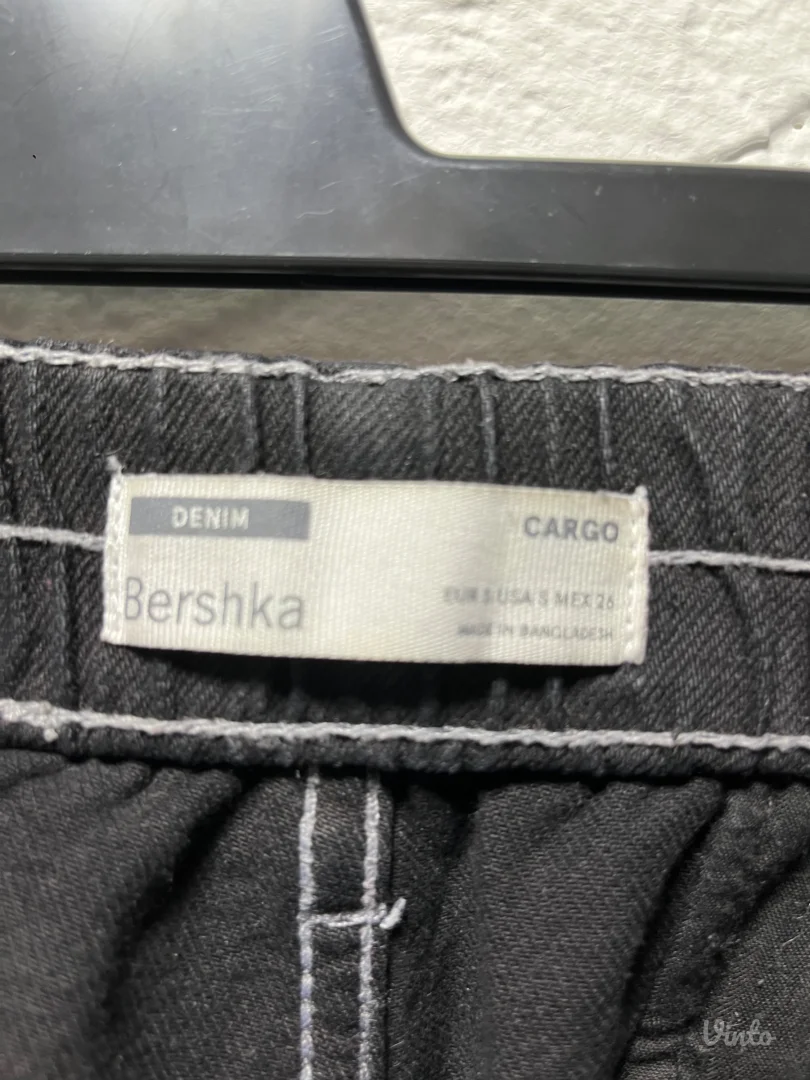 DENIM
CARGO
Bershka
EUR S USA S MEX 26
MADE IN BANGLADESH
Vinto